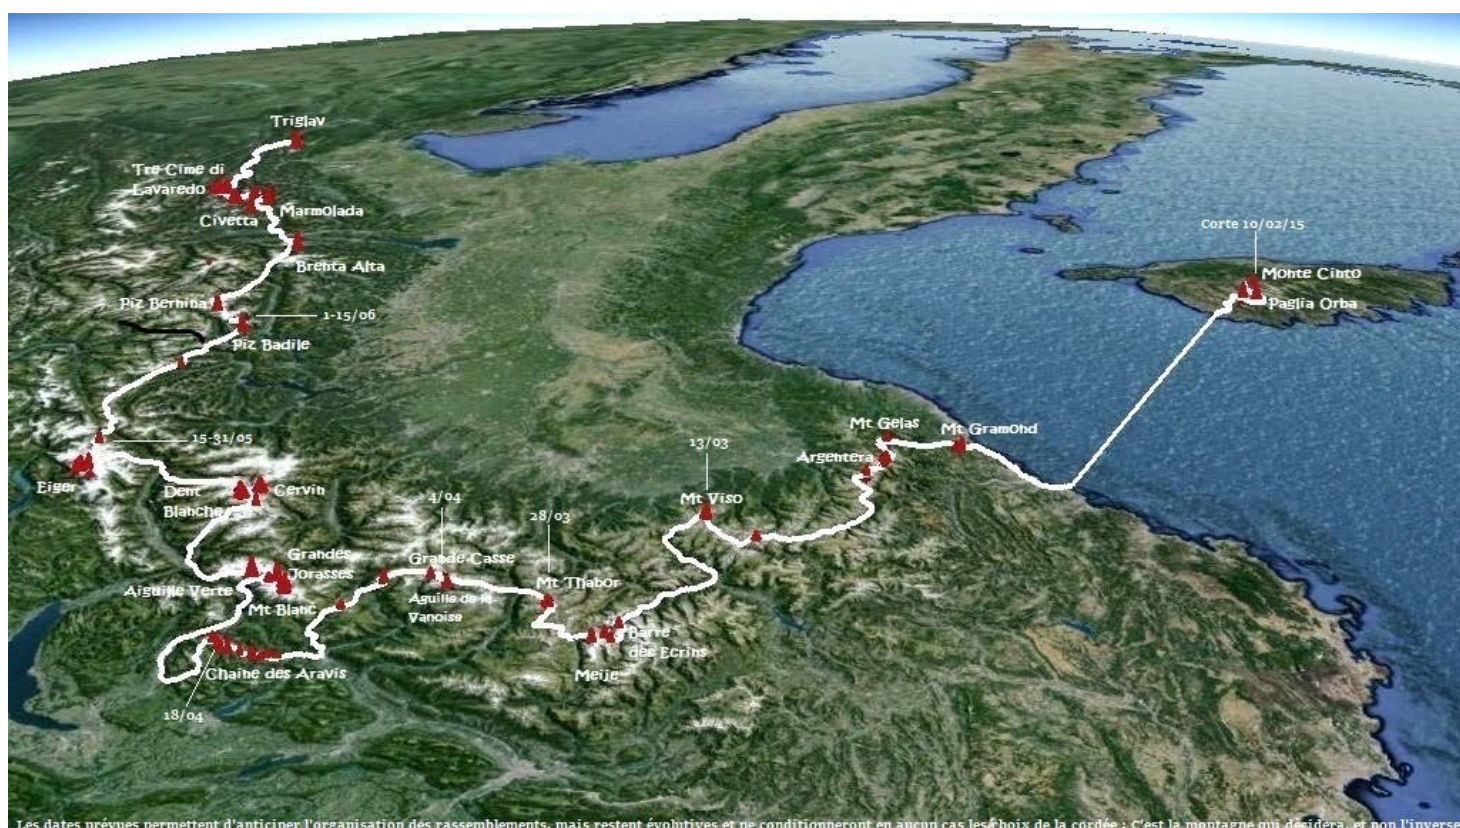 Triglav
Tre Cime di
Lavaredo
Civetta
Marmolada
Brenta Alta
Corte 10/02/15
Monte Cinto
Paglia Orba
Piz Bernina
1-15/06
Piz Badile
15-31/05
Eiger
Dent
Blanche
Cervin
Mt Gelas
Mt Gramond
Argentera
13/03
Mt Viso
4/04
28/03
Grande Casse
Aguille de la
Vanoise
Mt Thabor
Grandes
Jorasses
Aiguille Verte
Mt Blanc
Barre
des Ecrins
Meije
Chaine des Aravis
18/04
Les dates prévues permettent d'anticiper l'organisation des rassemblements, mais restent évolutives et ne conditionneront en aucun cas les choix de la cordée : C'est la montagne qui désidera, et non l'inverse